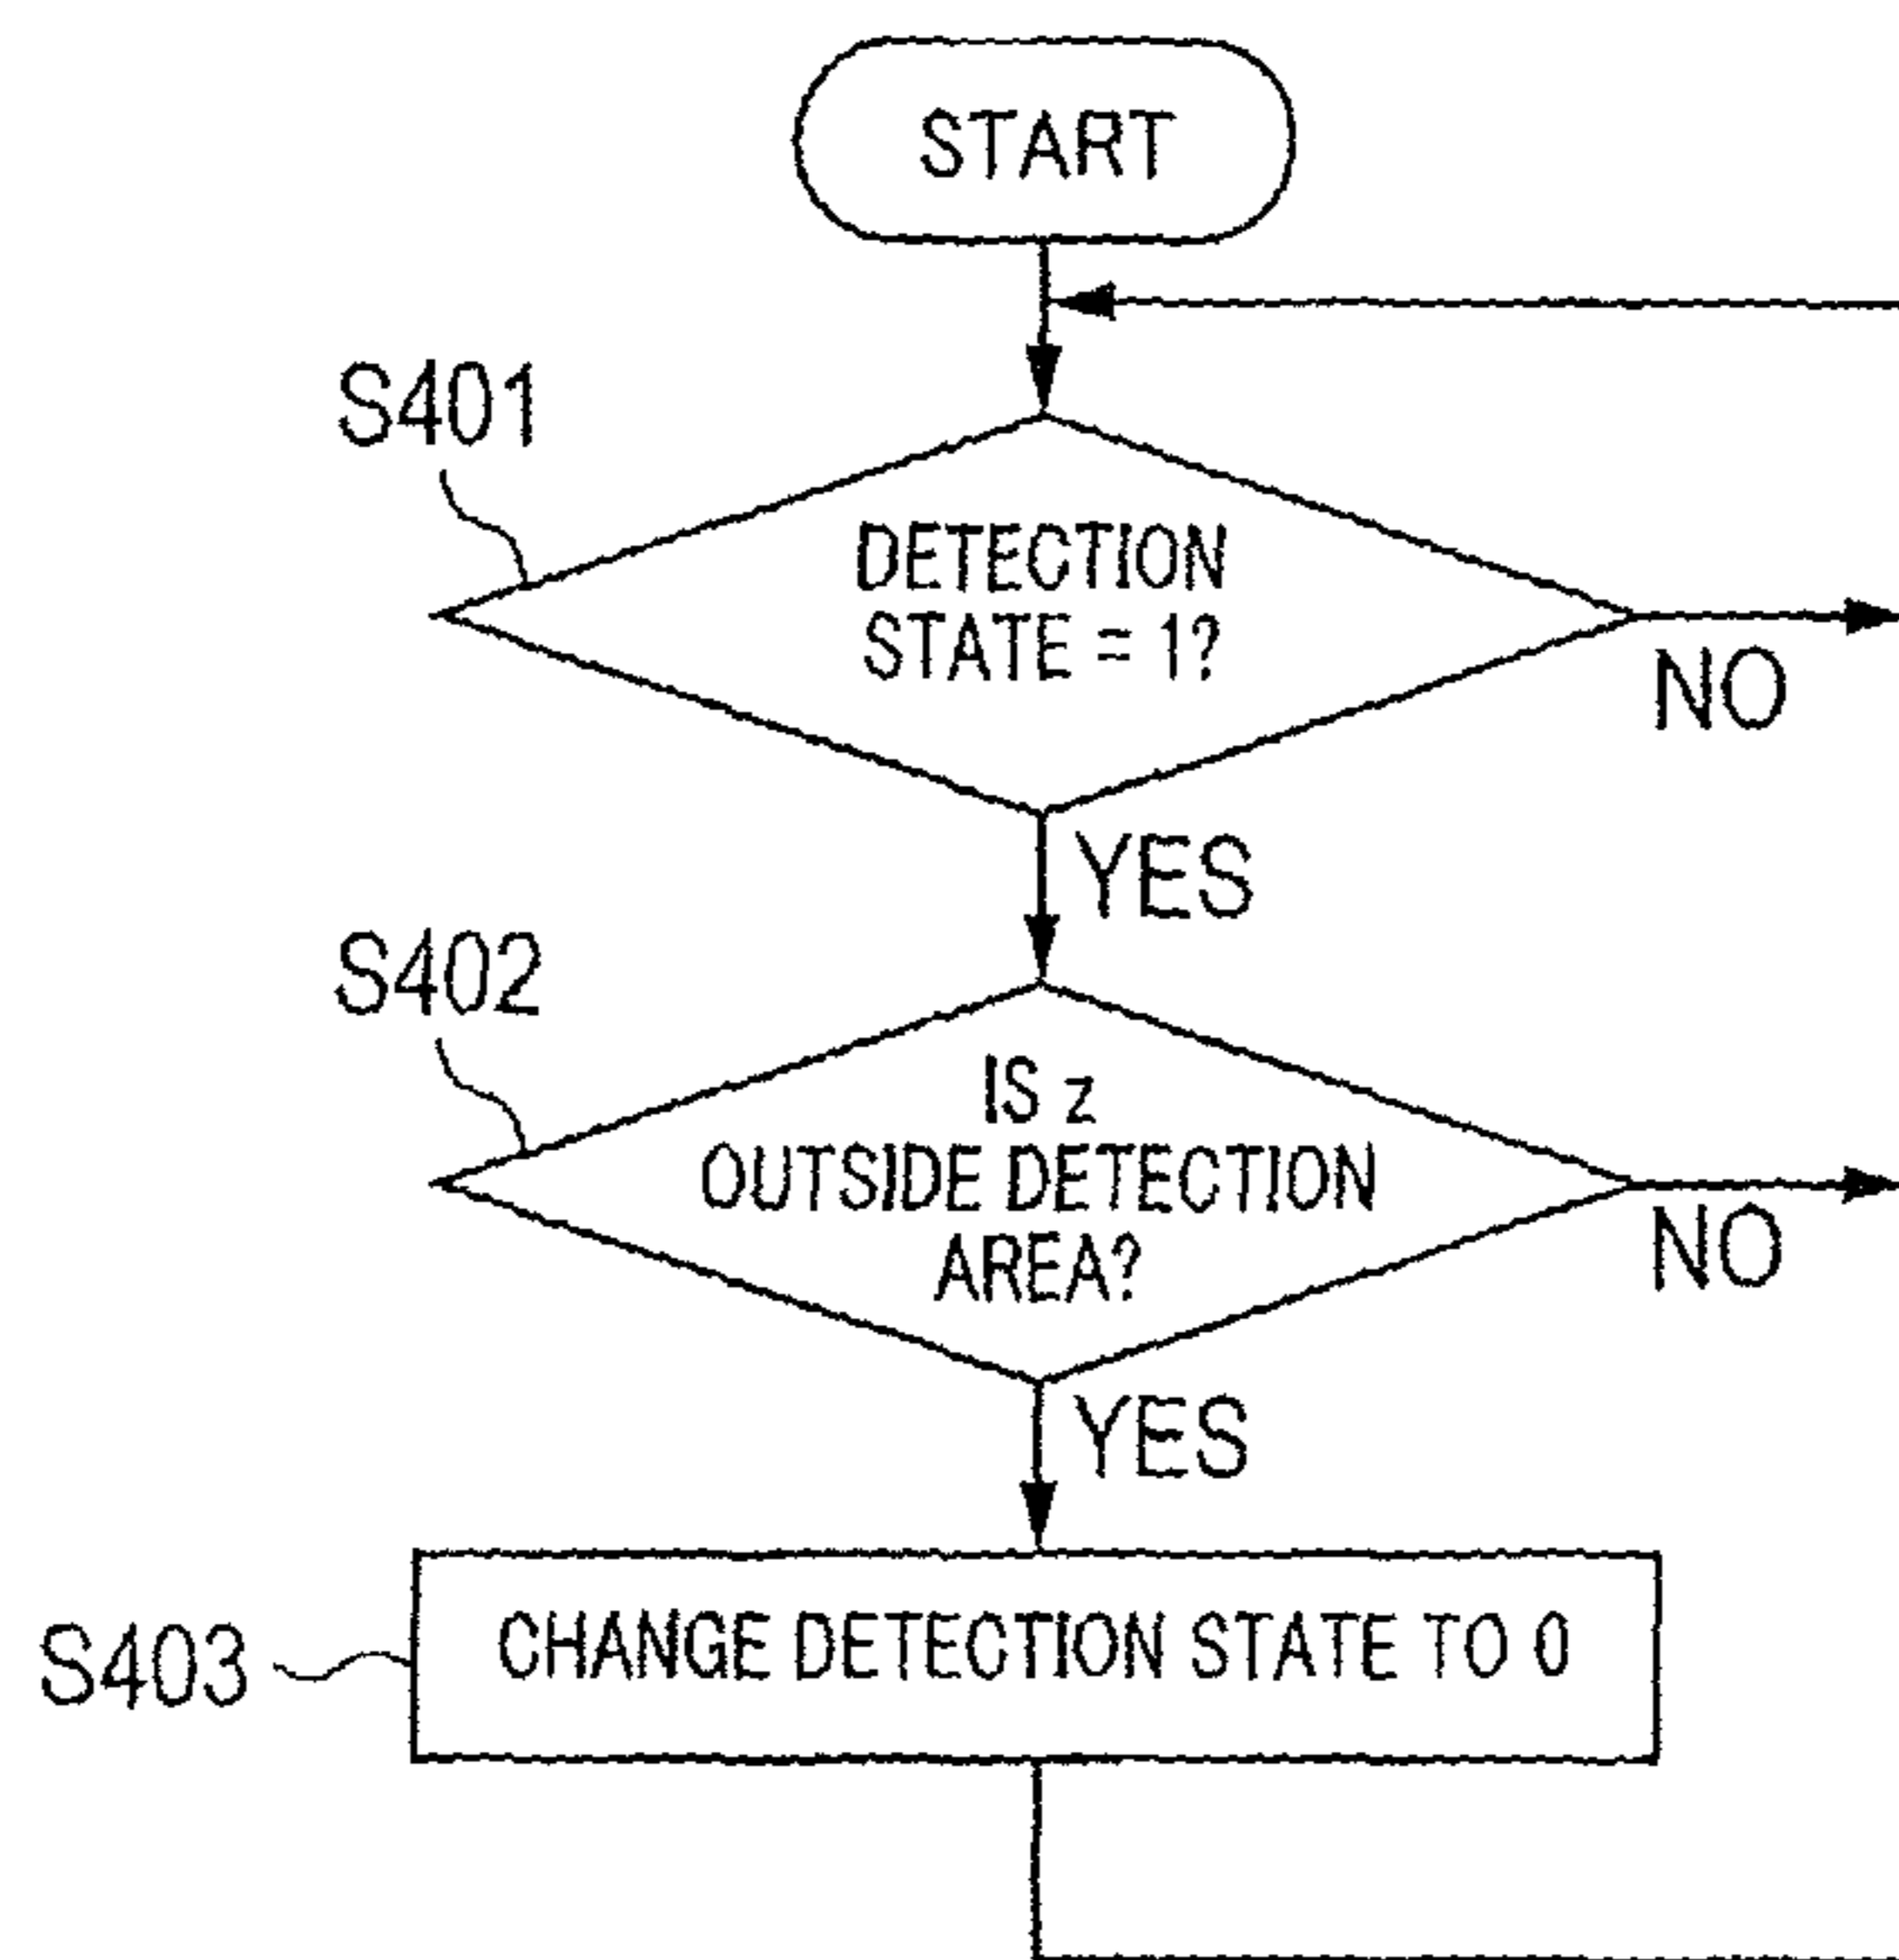 START
S401
DETECTION
STATE = 1?
NO
YES
S402
IS z
OUTSIDE DETECTION
AREA?
NO
YES
S403
CHANGE DETECTION STATE TO 0